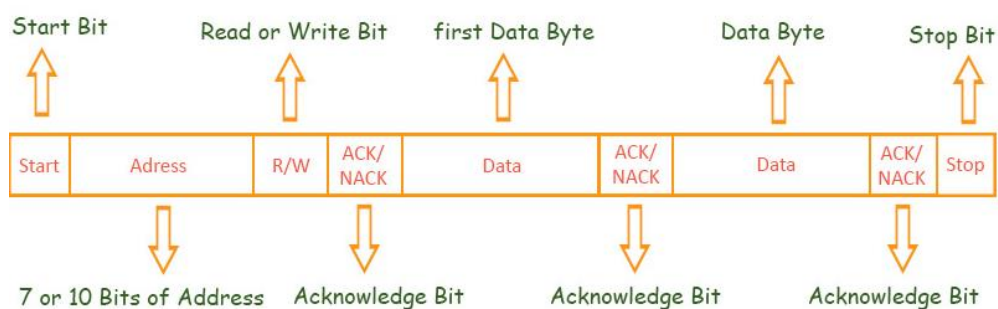 Start Bit
Read or Write Bit
first Data Byte
Data Byte
Stop Bit
Start
Adress
R/W
ACK/
NACK
Data
ACK/
NACK
Data
ACK/
NACK
Stop
7 or 10 Bits of Address
Acknowledge Bit
Acknowledge Bit
Acknowledge Bit